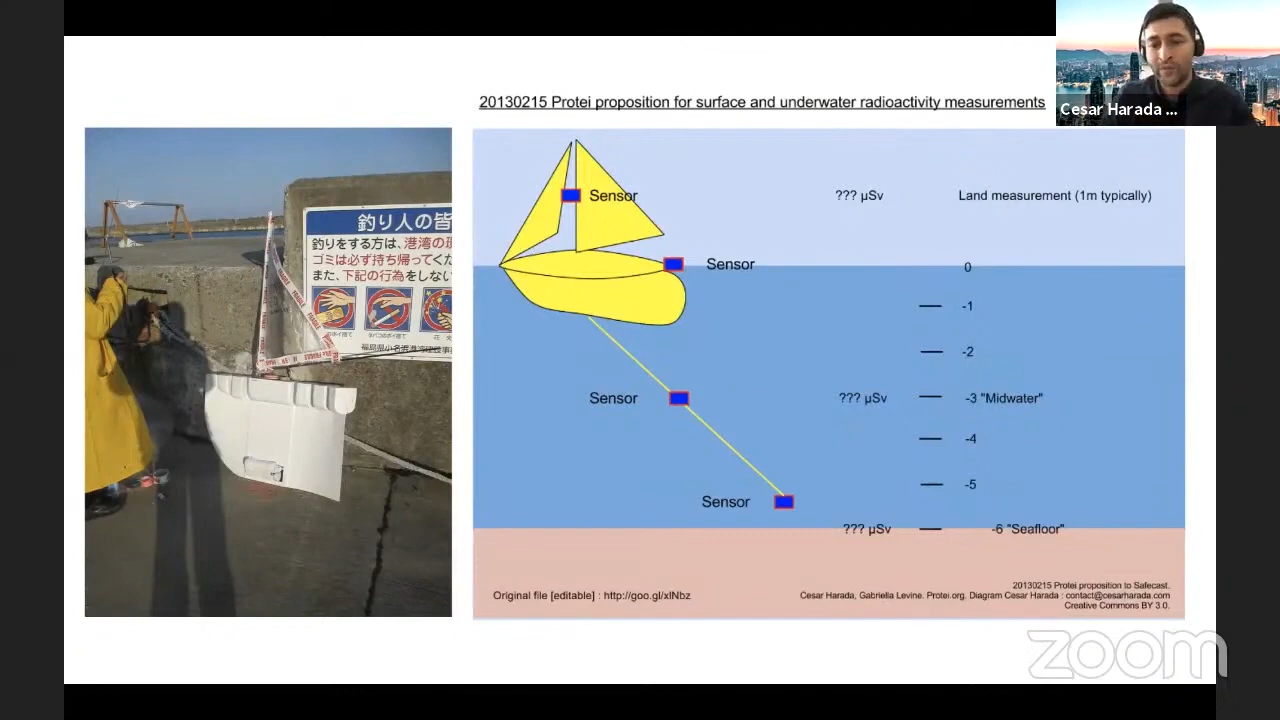 20130215 Protei proposition for surface and underwater radioactivity measurements
Cesar Harada ...
釣り人の皆
釣りをする方は、港湾の環
ゴミは必ず持ち帰ってくだ
また、下記の行為をしない
Sensor
??? µSv
Land measurement (1m typically)
Sensor
0
-1
-2
Sensor
??? µSv
-3 "Midwater"
-4
-5
Sensor
??? µSv
-6 "Seafloor"
Original file [editable] : http://goo.gl/xlNbz
20130215 Protei proposition to Safecast.
Cesar Harada, Gabriella Levine. Protei.org. Diagram Cesar Harada : contact@cesarharada.com
Creative Commons BY 3.0.
zoom